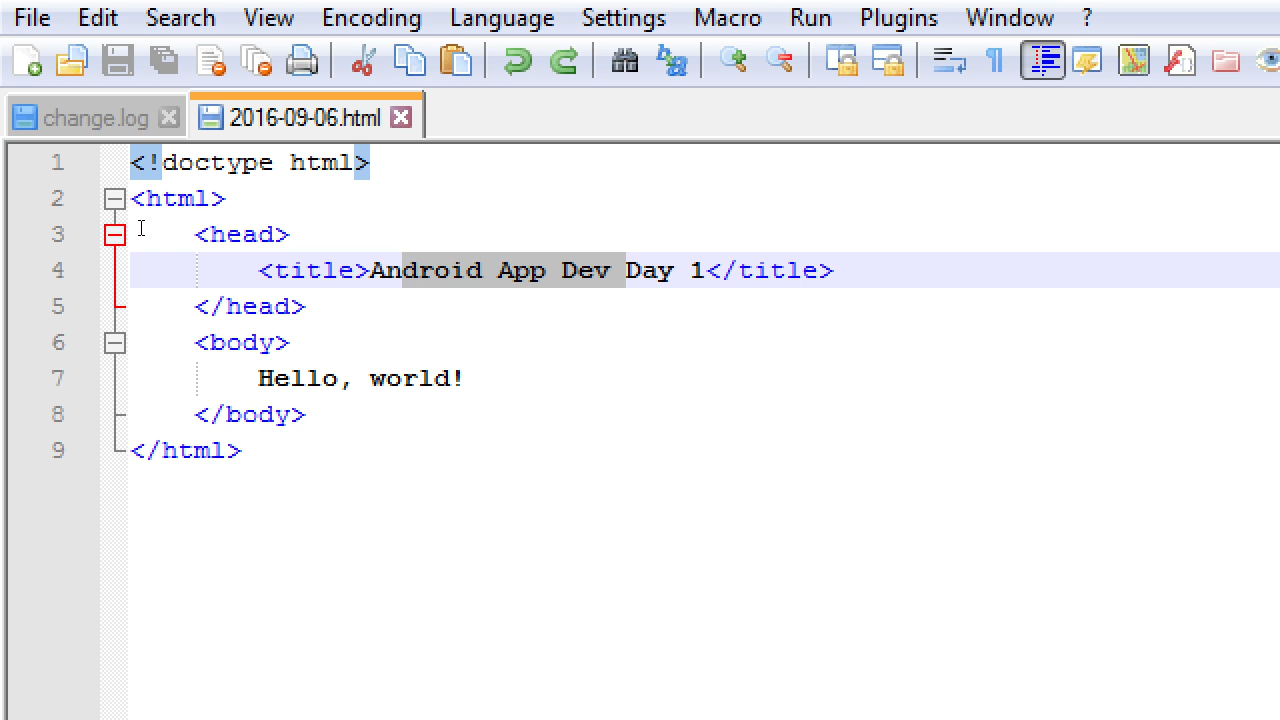 File Edit Search View Encoding Language Settings Macro Run Plugins Window ?
change.log 2016-09-06.html
1 <!doctype html>
2 <html>
3 <head>
4 <title>Android App Dev Day 1</title>
5 </head>
6 <body>
7 Hello, world!
8 </body>
9 </html>